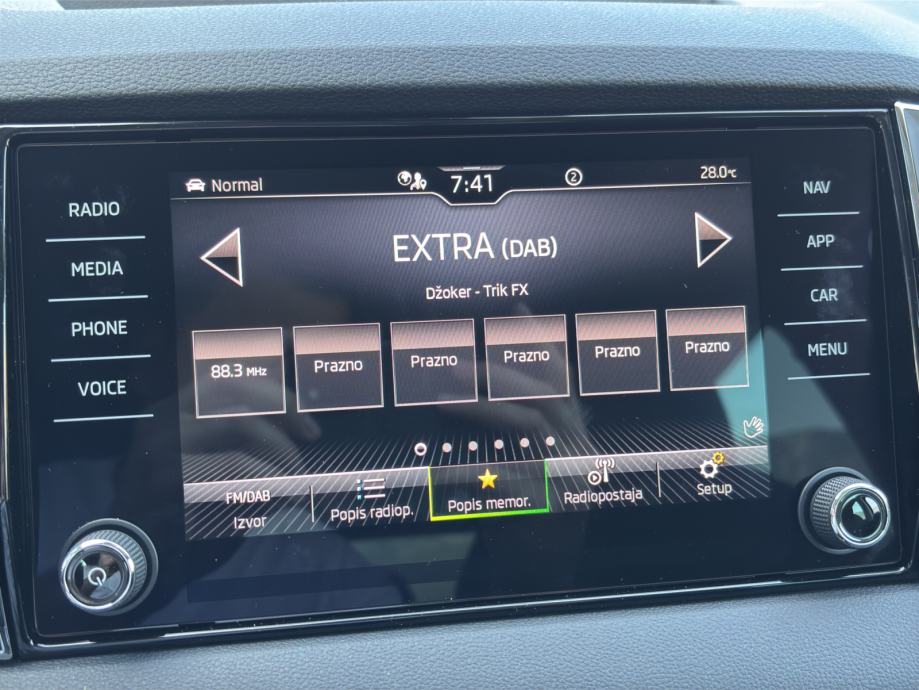 Normal
7:41
2
28.0°C
RADIO
MEDIA
PHONE
VOICE
NAV
APP
CAR
MENU
EXTRA (DAB)
Džoker - Trik FX
88.3 MHz
Prazno
Prazno
Prazno
Prazno
Prazno
FM/DAB
Izvor
Popis radiop.
Popis memor.
Radiopostaja
Setup